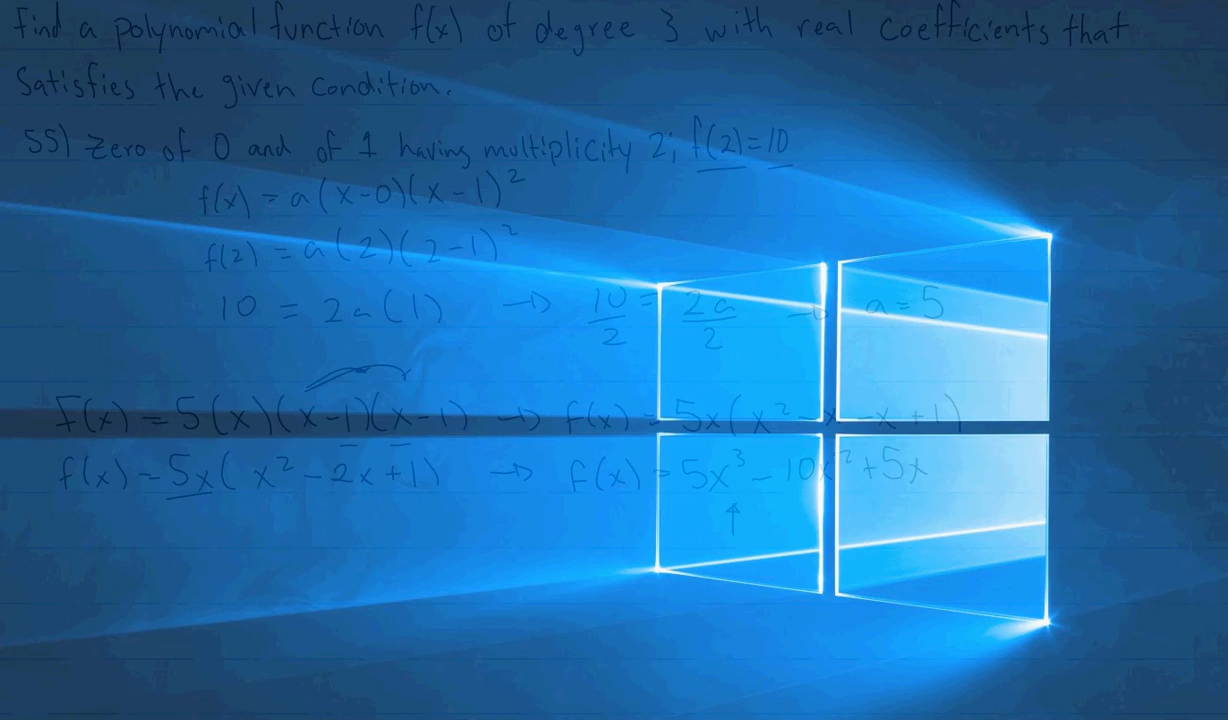 Find a polynomial function f(x) of degree 3 with real coefficients that
Satisfies the given condition.
55) Zero of 0 and of 1 having multiplicity 2; f(2)=10
f(x) = a(x-0)(x-1)²
f(2) = a(2)(2-1)²
10 = 2a(1) → 10/2 = 2a/2 → a=5
F(x) = 5(x)(x-1)(x-1) → f(x) = 5x(x²-x-x+1)
f(x) = 5x(x²-2x+1) → f(x) = 5x³-10x²+5x
↑